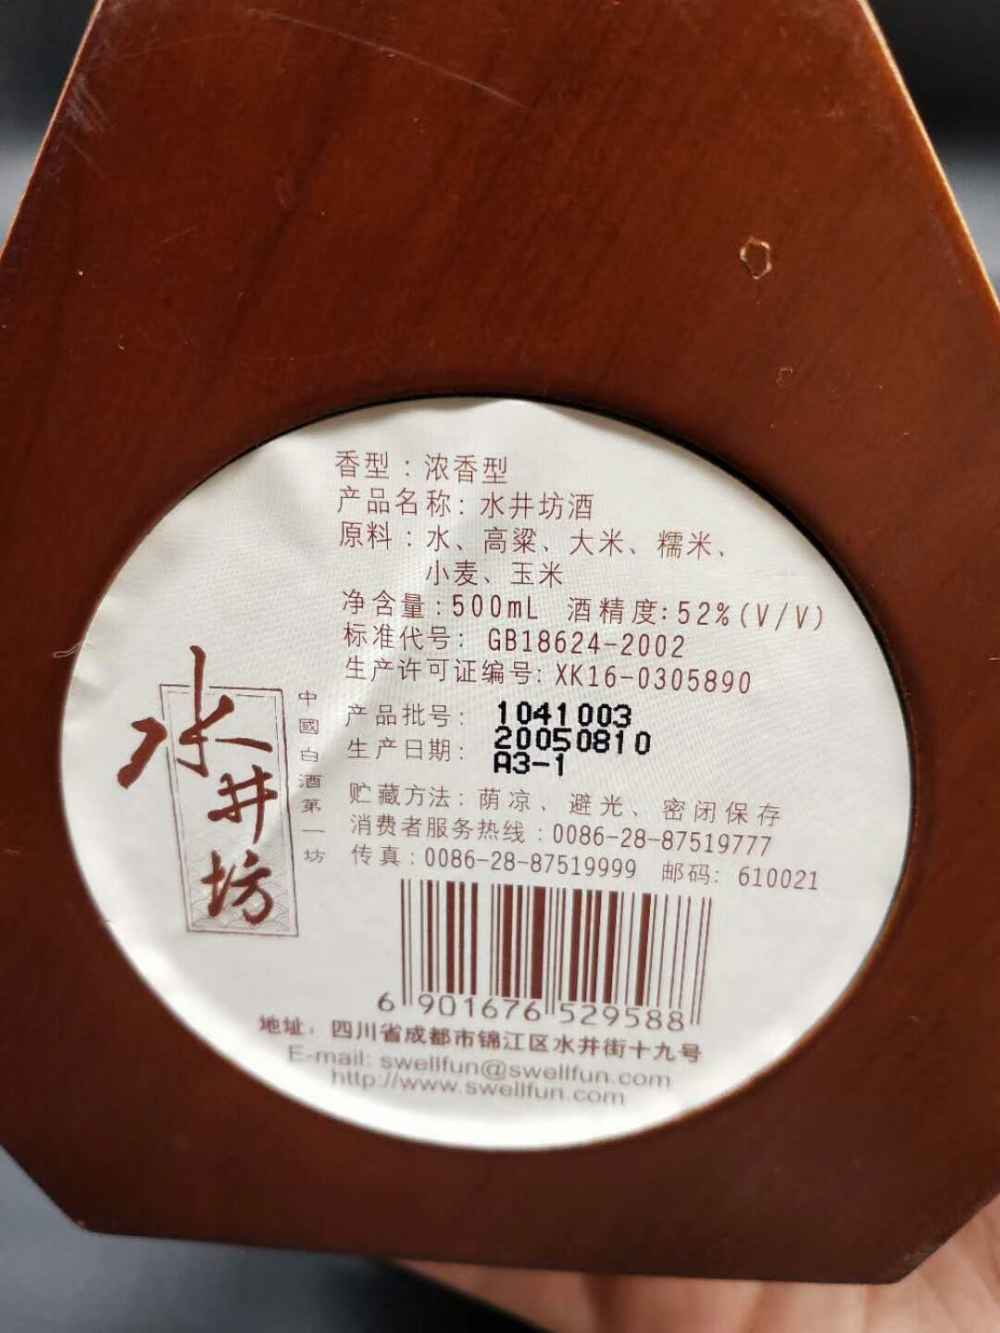 香型：浓香型
产品名称：水井坊酒
原料：水、高粱、大米、糯米、
小麦、玉米
净含量：500mL 酒精度：52%(V/V)
标准代号：GB18624-2002
生产许可证编号：XK16-0305890
产品批号：1041003
生产日期：20050810
A3-1
贮藏方法：荫凉、避光、密闭保存
消费者服务热线：0086-28-87519777
传真：0086-28-87519999 邮码：610021
水井坊
中國白酒第一坊
6 901676 529588
地址：四川省成都市锦江区水井街十九号
E-mail: swellfun@swellfun.com
http://www.swellfun.com